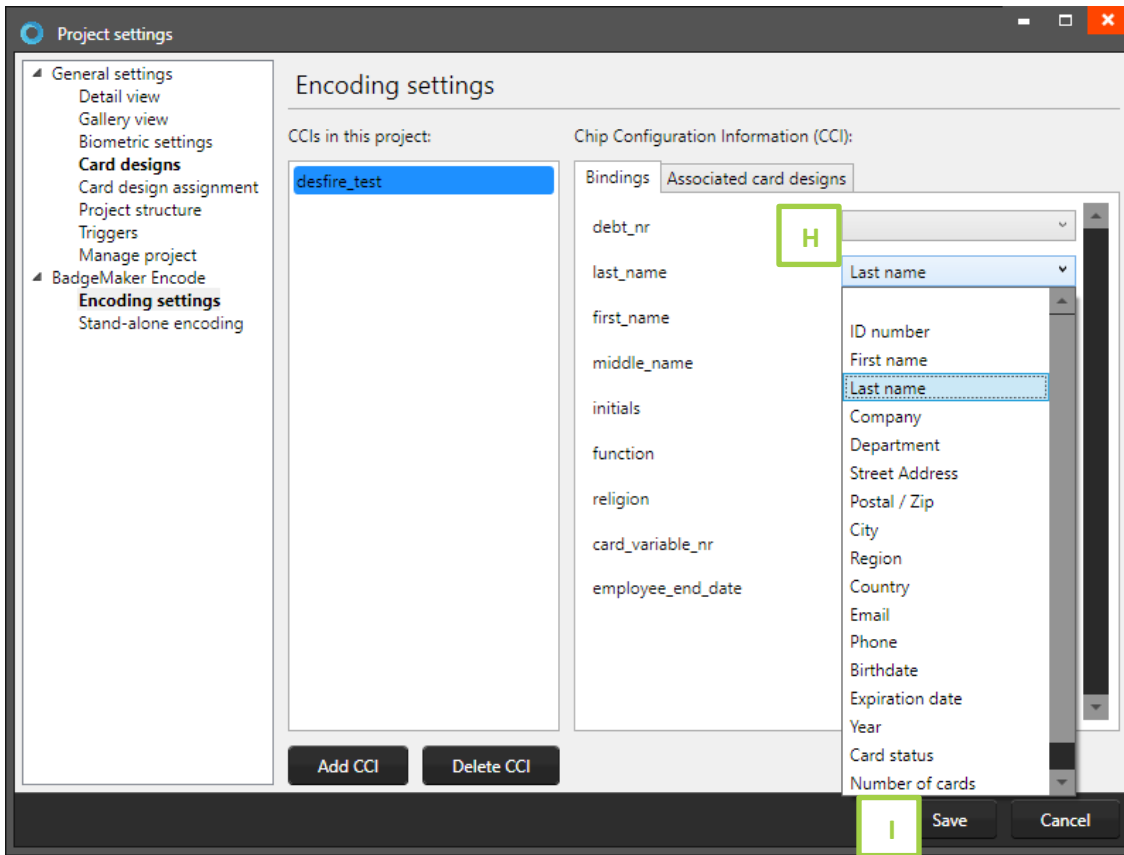 Project settings
General settings
Detail view
Gallery view
Biometric settings
Card designs
Card design assignment
Project structure
Triggers
Manage project
BadgeMaker Encode
Encoding settings
Stand-alone encoding
Encoding settings
CCIs in this project:
desfire_test
Add CCI
Delete CCI
Chip Configuration Information (CCI):
Bindings
Associated card designs
debt_nr
H
last_name
Last name
first_name
middle_name
initials
function
religion
card_variable_nr
employee_end_date
ID number
First name
Last name
Company
Department
Street Address
Postal / Zip
City
Region
Country
Email
Phone
Birthdate
Expiration date
Year
Card status
Number of cards
I
Save
Cancel